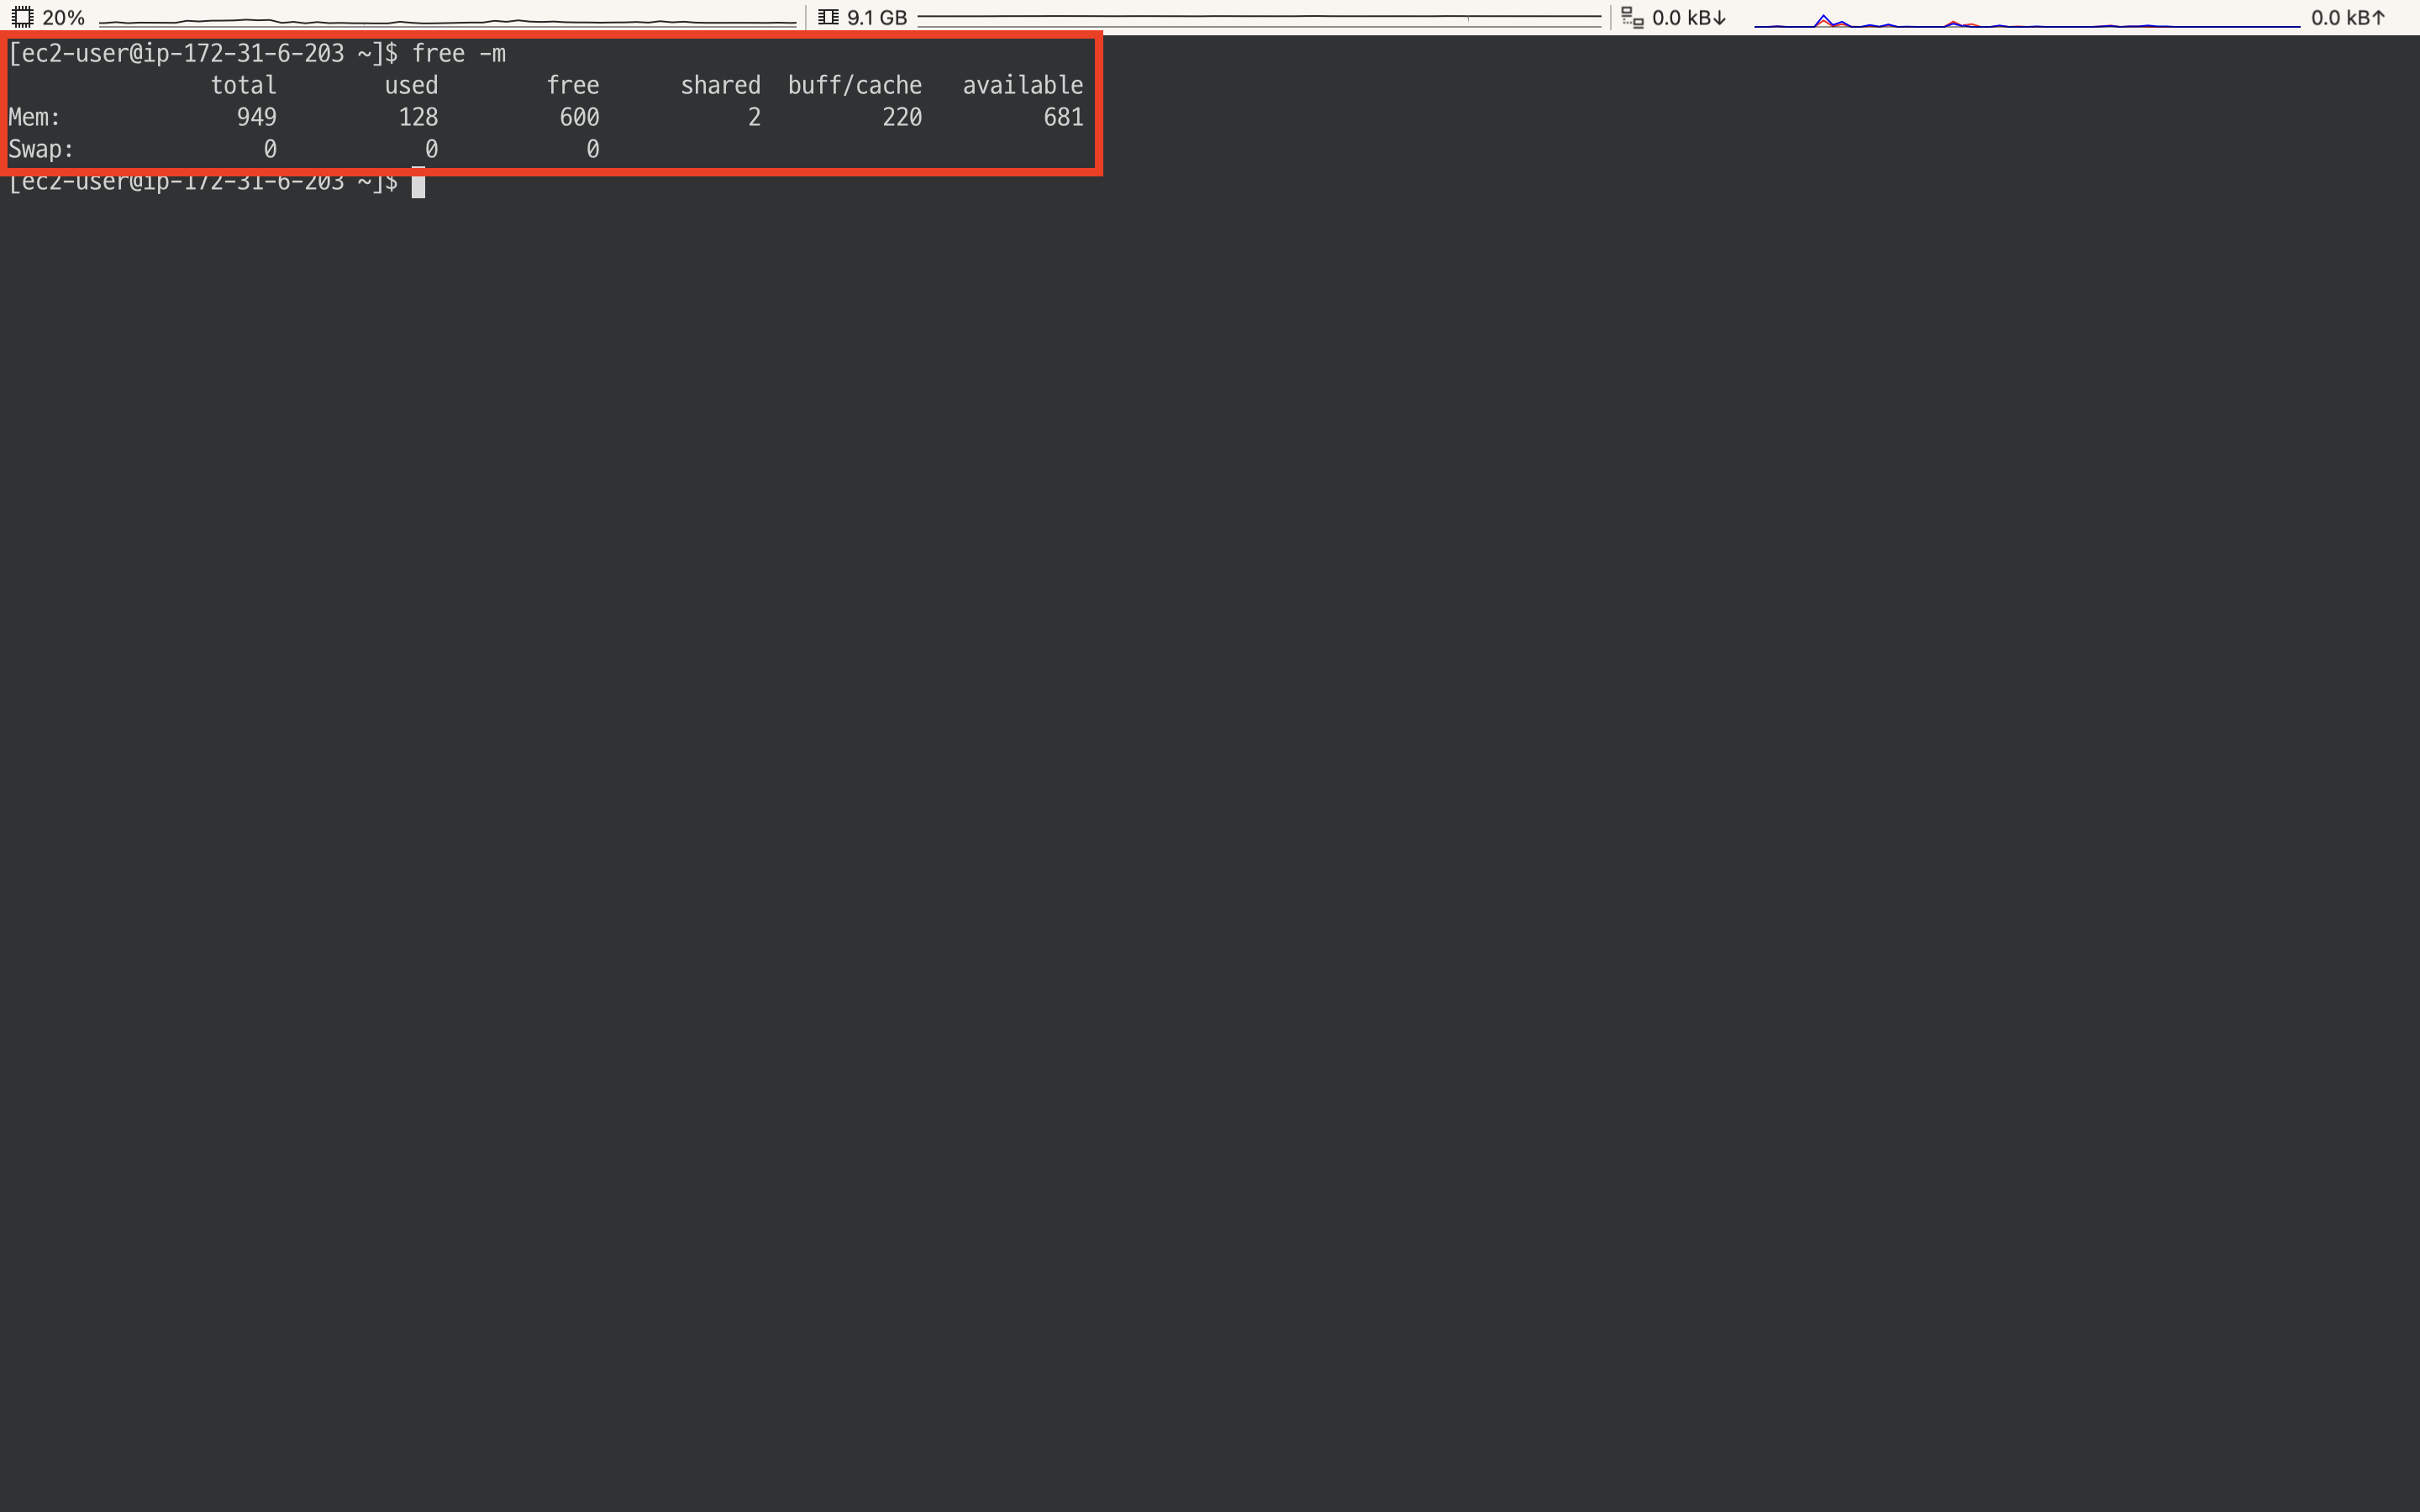 20% 9.1 GB 0.0 kB↓ 0.0 kB↑
[ec2-user@ip-172-31-6-203 ~]$ free -m
total used free shared buff/cache available
Mem: 949 128 600 2 220 681
Swap: 0 0 0
[ec2-user@ip-172-31-6-203 ~]$